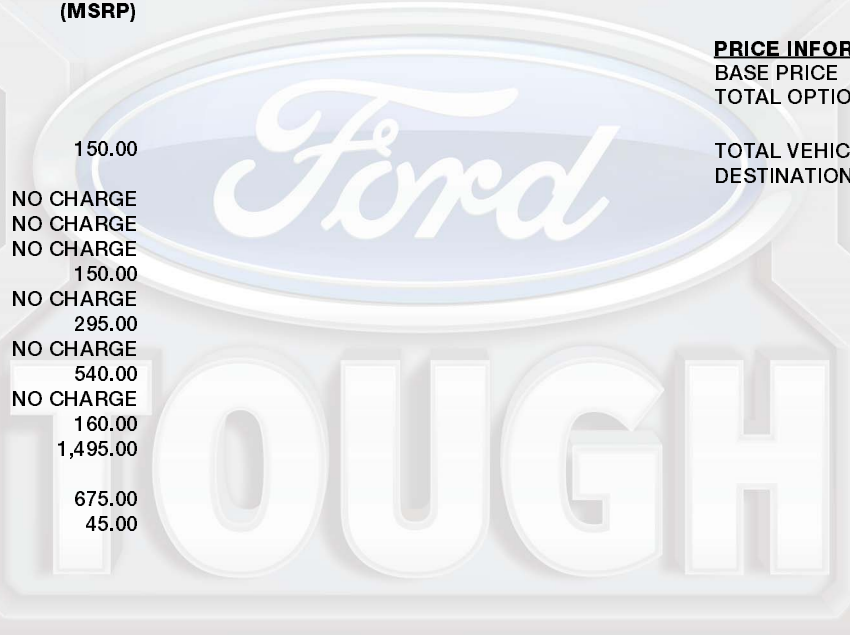 (MSRP)
150.00
NO CHARGE
NO CHARGE
NO CHARGE
150.00
NO CHARGE
295.00
NO CHARGE
540.00
NO CHARGE
160.00
1,495.00
675.00
45.00
PRICE INFOR
BASE PRICE
TOTAL OPTIO
TOTAL VEHIC
DESTINATION
Ford
TOUGH